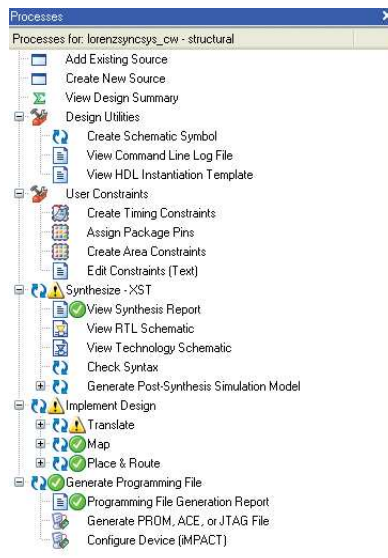 Processes
Processes for: lorenzsyncsys_cw - structural
Add Existing Source
Create New Source
View Design Summary
Design Utilities
Create Schematic Symbol
View Command Line Log File
View HDL Instantiation Template
User Constraints
Create Timing Constraints
Assign Package Pins
Create Area Constraints
Edit Constraints (Text)
Synthesize - XST
View Synthesis Report
View RTL Schematic
View Technology Schematic
Check Syntax
Generate Post-Synthesis Simulation Model
Implement Design
Translate
Map
Place & Route
Generate Programming File
Programming File Generation Report
Generate PROM, ACE, or JTAG File
Configure Device (iMPACT)